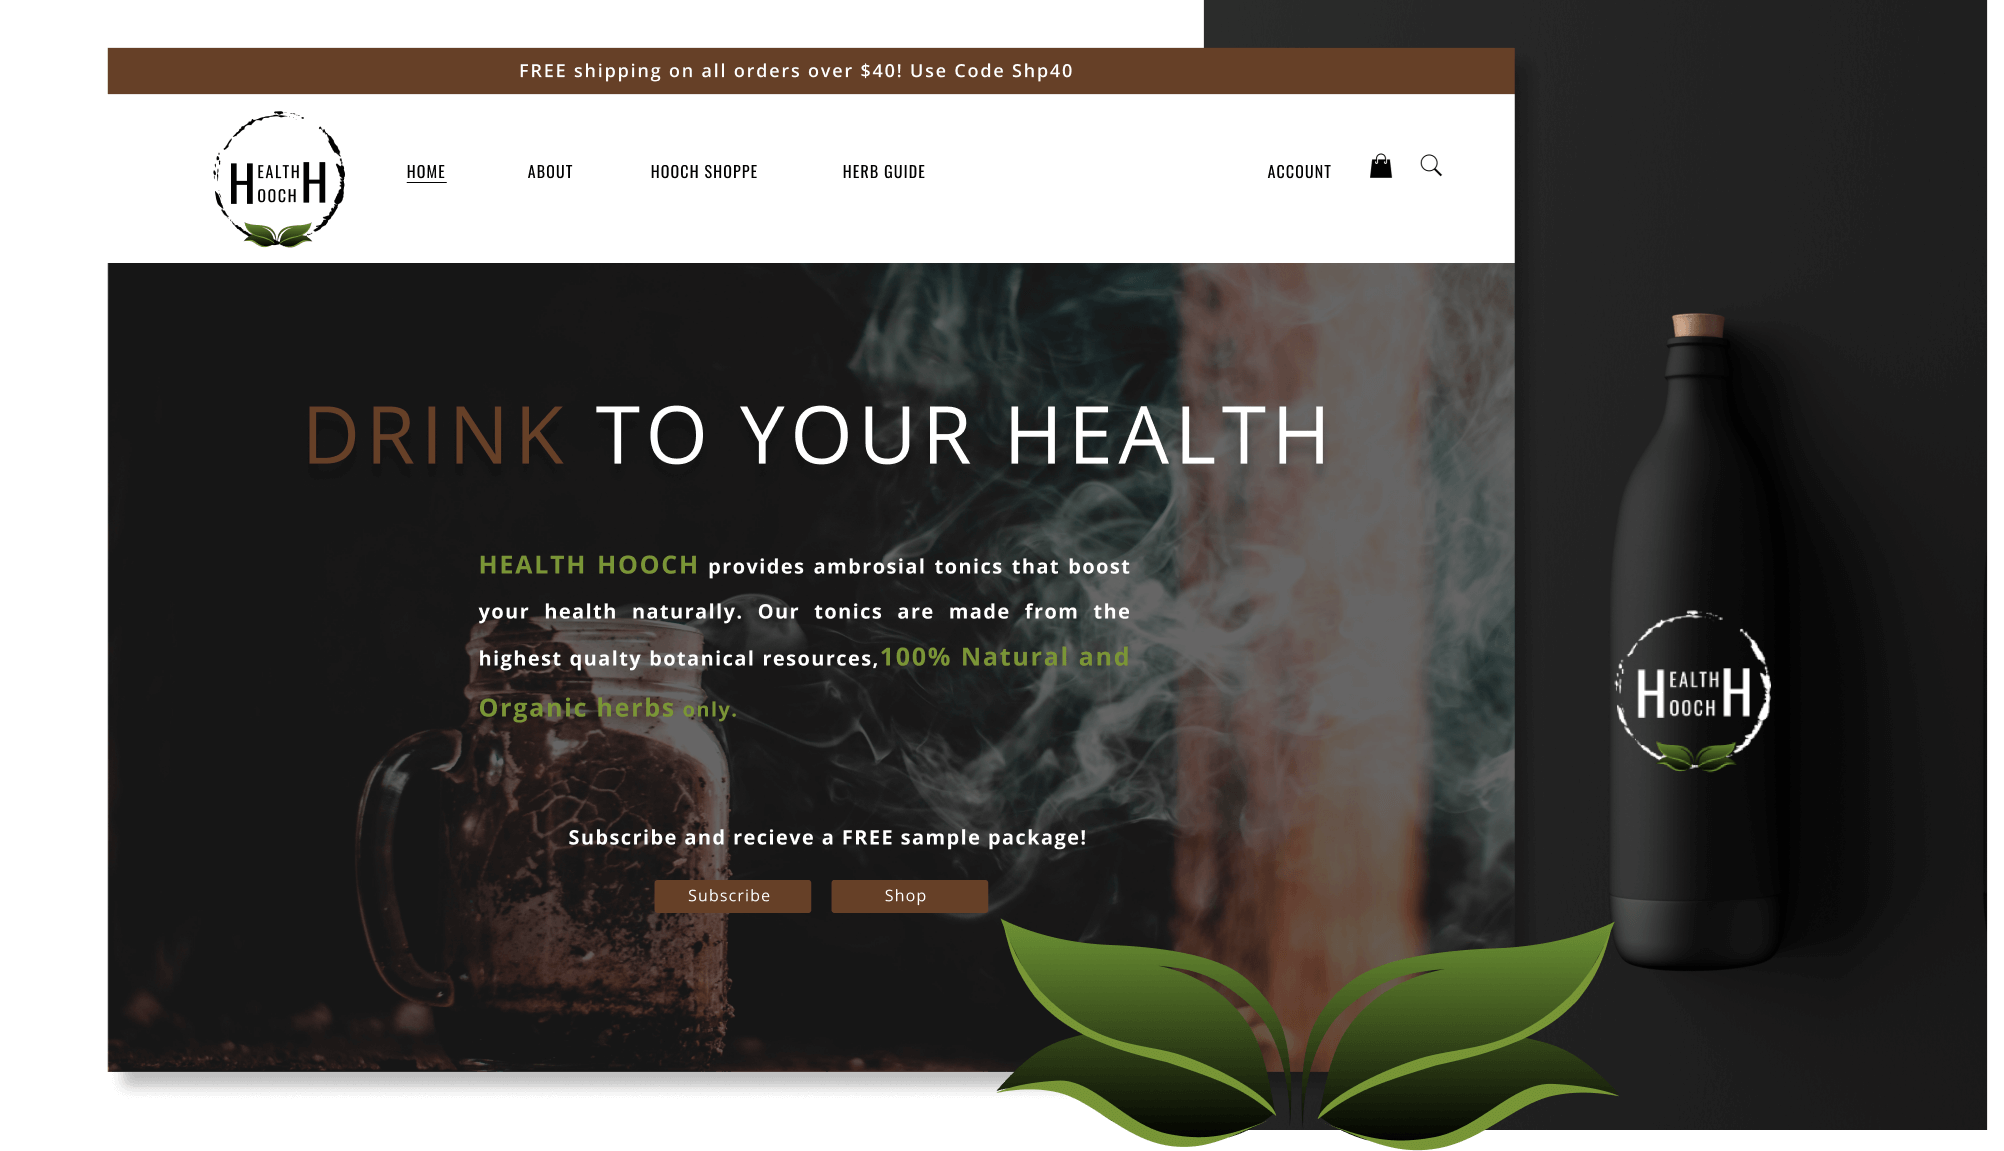 FREE shipping on all orders over $40! Use Code Shp40
HEALTH
HOOCH
HOME
ABOUT
HOOCH SHOPPE
HERB GUIDE
ACCOUNT
DRINK TO YOUR HEALTH
HEALTH HOOCH provides ambrosial tonics that boost
your health naturally. Our tonics are made from the
highest qualty botanical resources,100% Natural and
Organic herbs only.
Subscribe and recieve a FREE sample package!
Subscribe
Shop
HEALTH
HOOCH